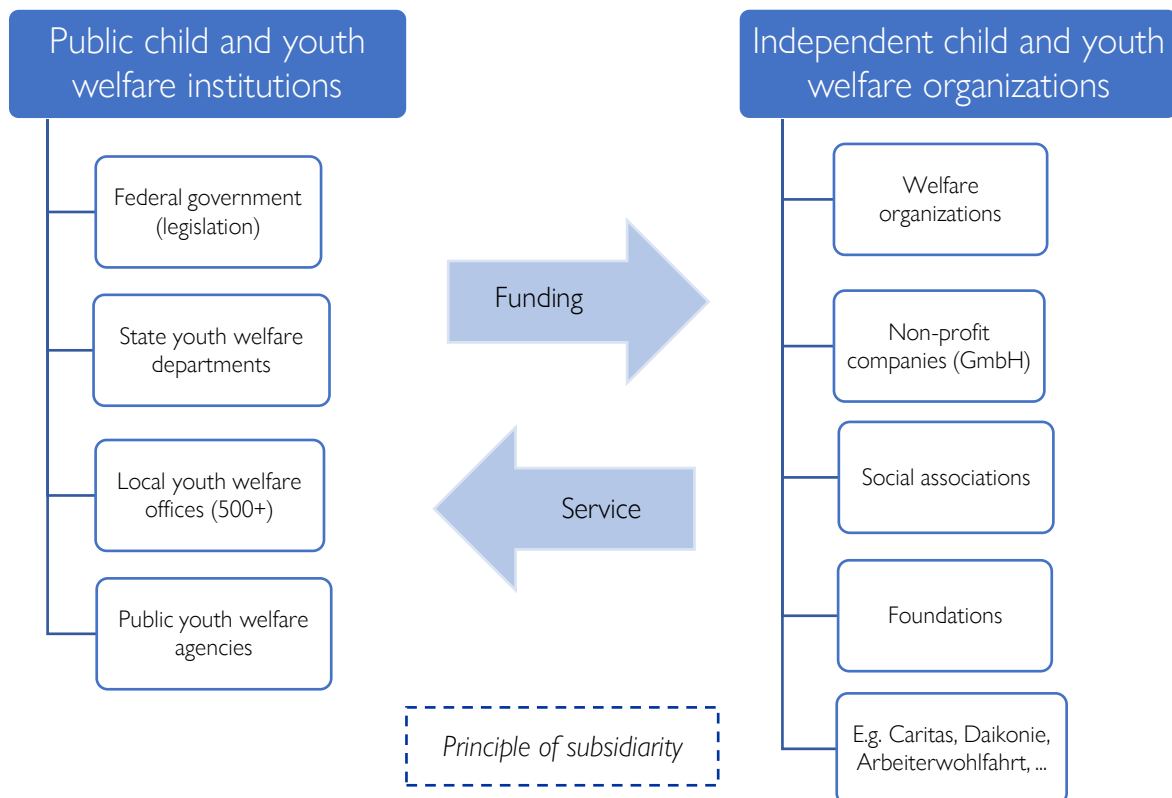 Public child and youth
welfare institutions
Federal government
(legislation)
State youth welfare
departments
Local youth welfare
offices (500+)
Public youth welfare
agencies
Funding
Service
Principle of subsidiarity
Independent child and youth
welfare organizations
Welfare
organizations
Non-profit
companies (GmbH)
Social associations
Foundations
E.g. Caritas, Daikonie,
Arbeiterwohlfahrt, ...